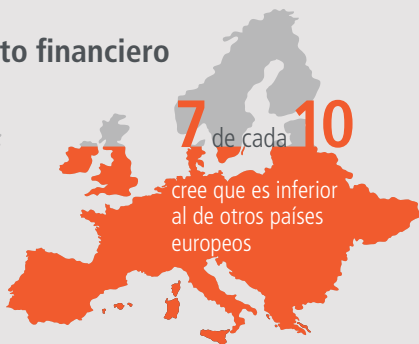 to financiero
7 de cada 10
cree que es inferior
al de otros países
europeos